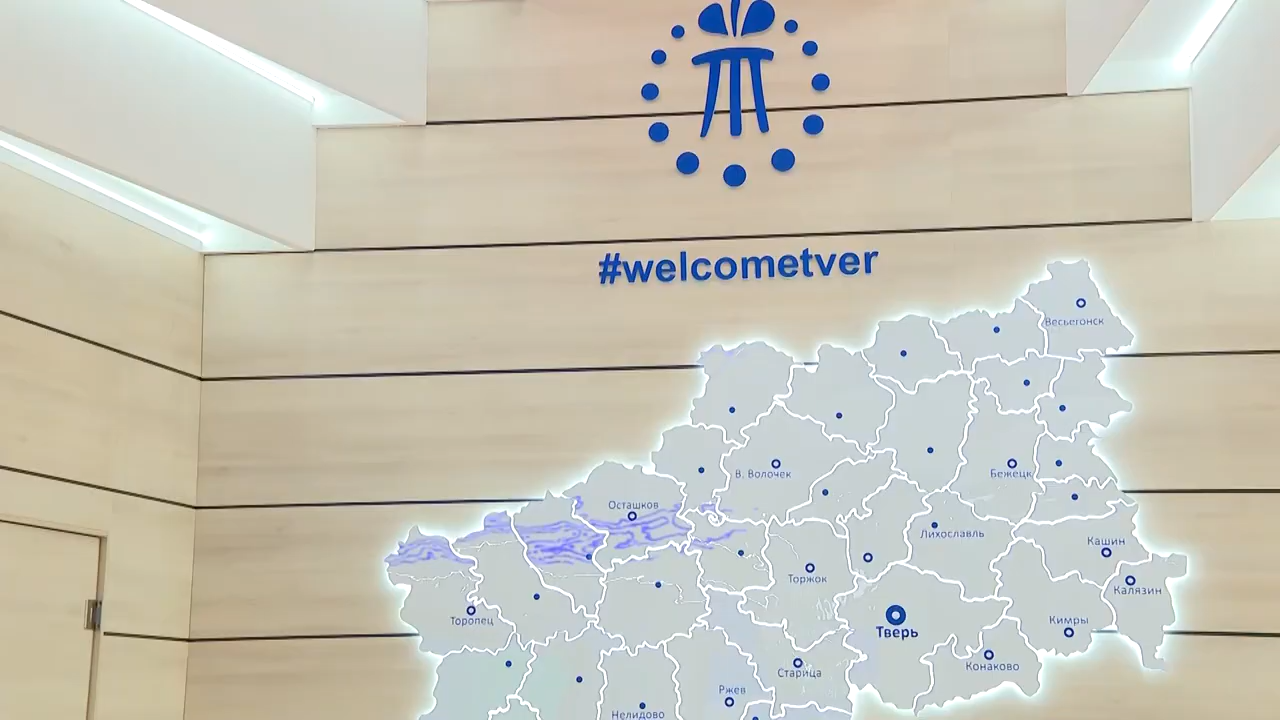 #welcometver
Весьегонск
В. Волочек
Бежецк
Осташков
Лихославль
Кашин
Торжок
Калязин
Торопец
Тверь
Кимры
Конаково
Старица
Ржев
Нелидово